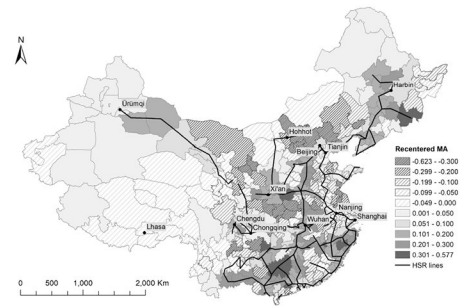 N
Harbin
Ürümqi
Hohhot
Beijing
Tianjin
Xi'an
Nanjing
Shanghai
Chengdu
Wuhan
Chongqing
Lhasa
Recentered MA
-0.623 - -0.300
-0.299 - -0.200
-0.199 - -0.100
-0.099 - -0.050
-0.049 - 0.000
0.001 - 0.050
0.051 - 0.100
0.101 - 0.200
0.201 - 0.300
0.301 - 0.577
HSR lines
0 500 1,000 2,000 Km